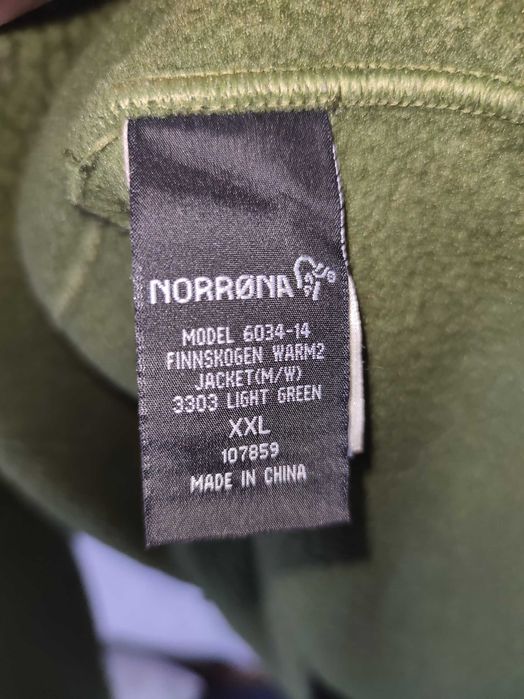 NORRØNA
MODEL 6034-14
FINNSKOGEN WARM2
JACKET(M/W)
3303 LIGHT GREEN
XXL
107859
MADE IN CHINA